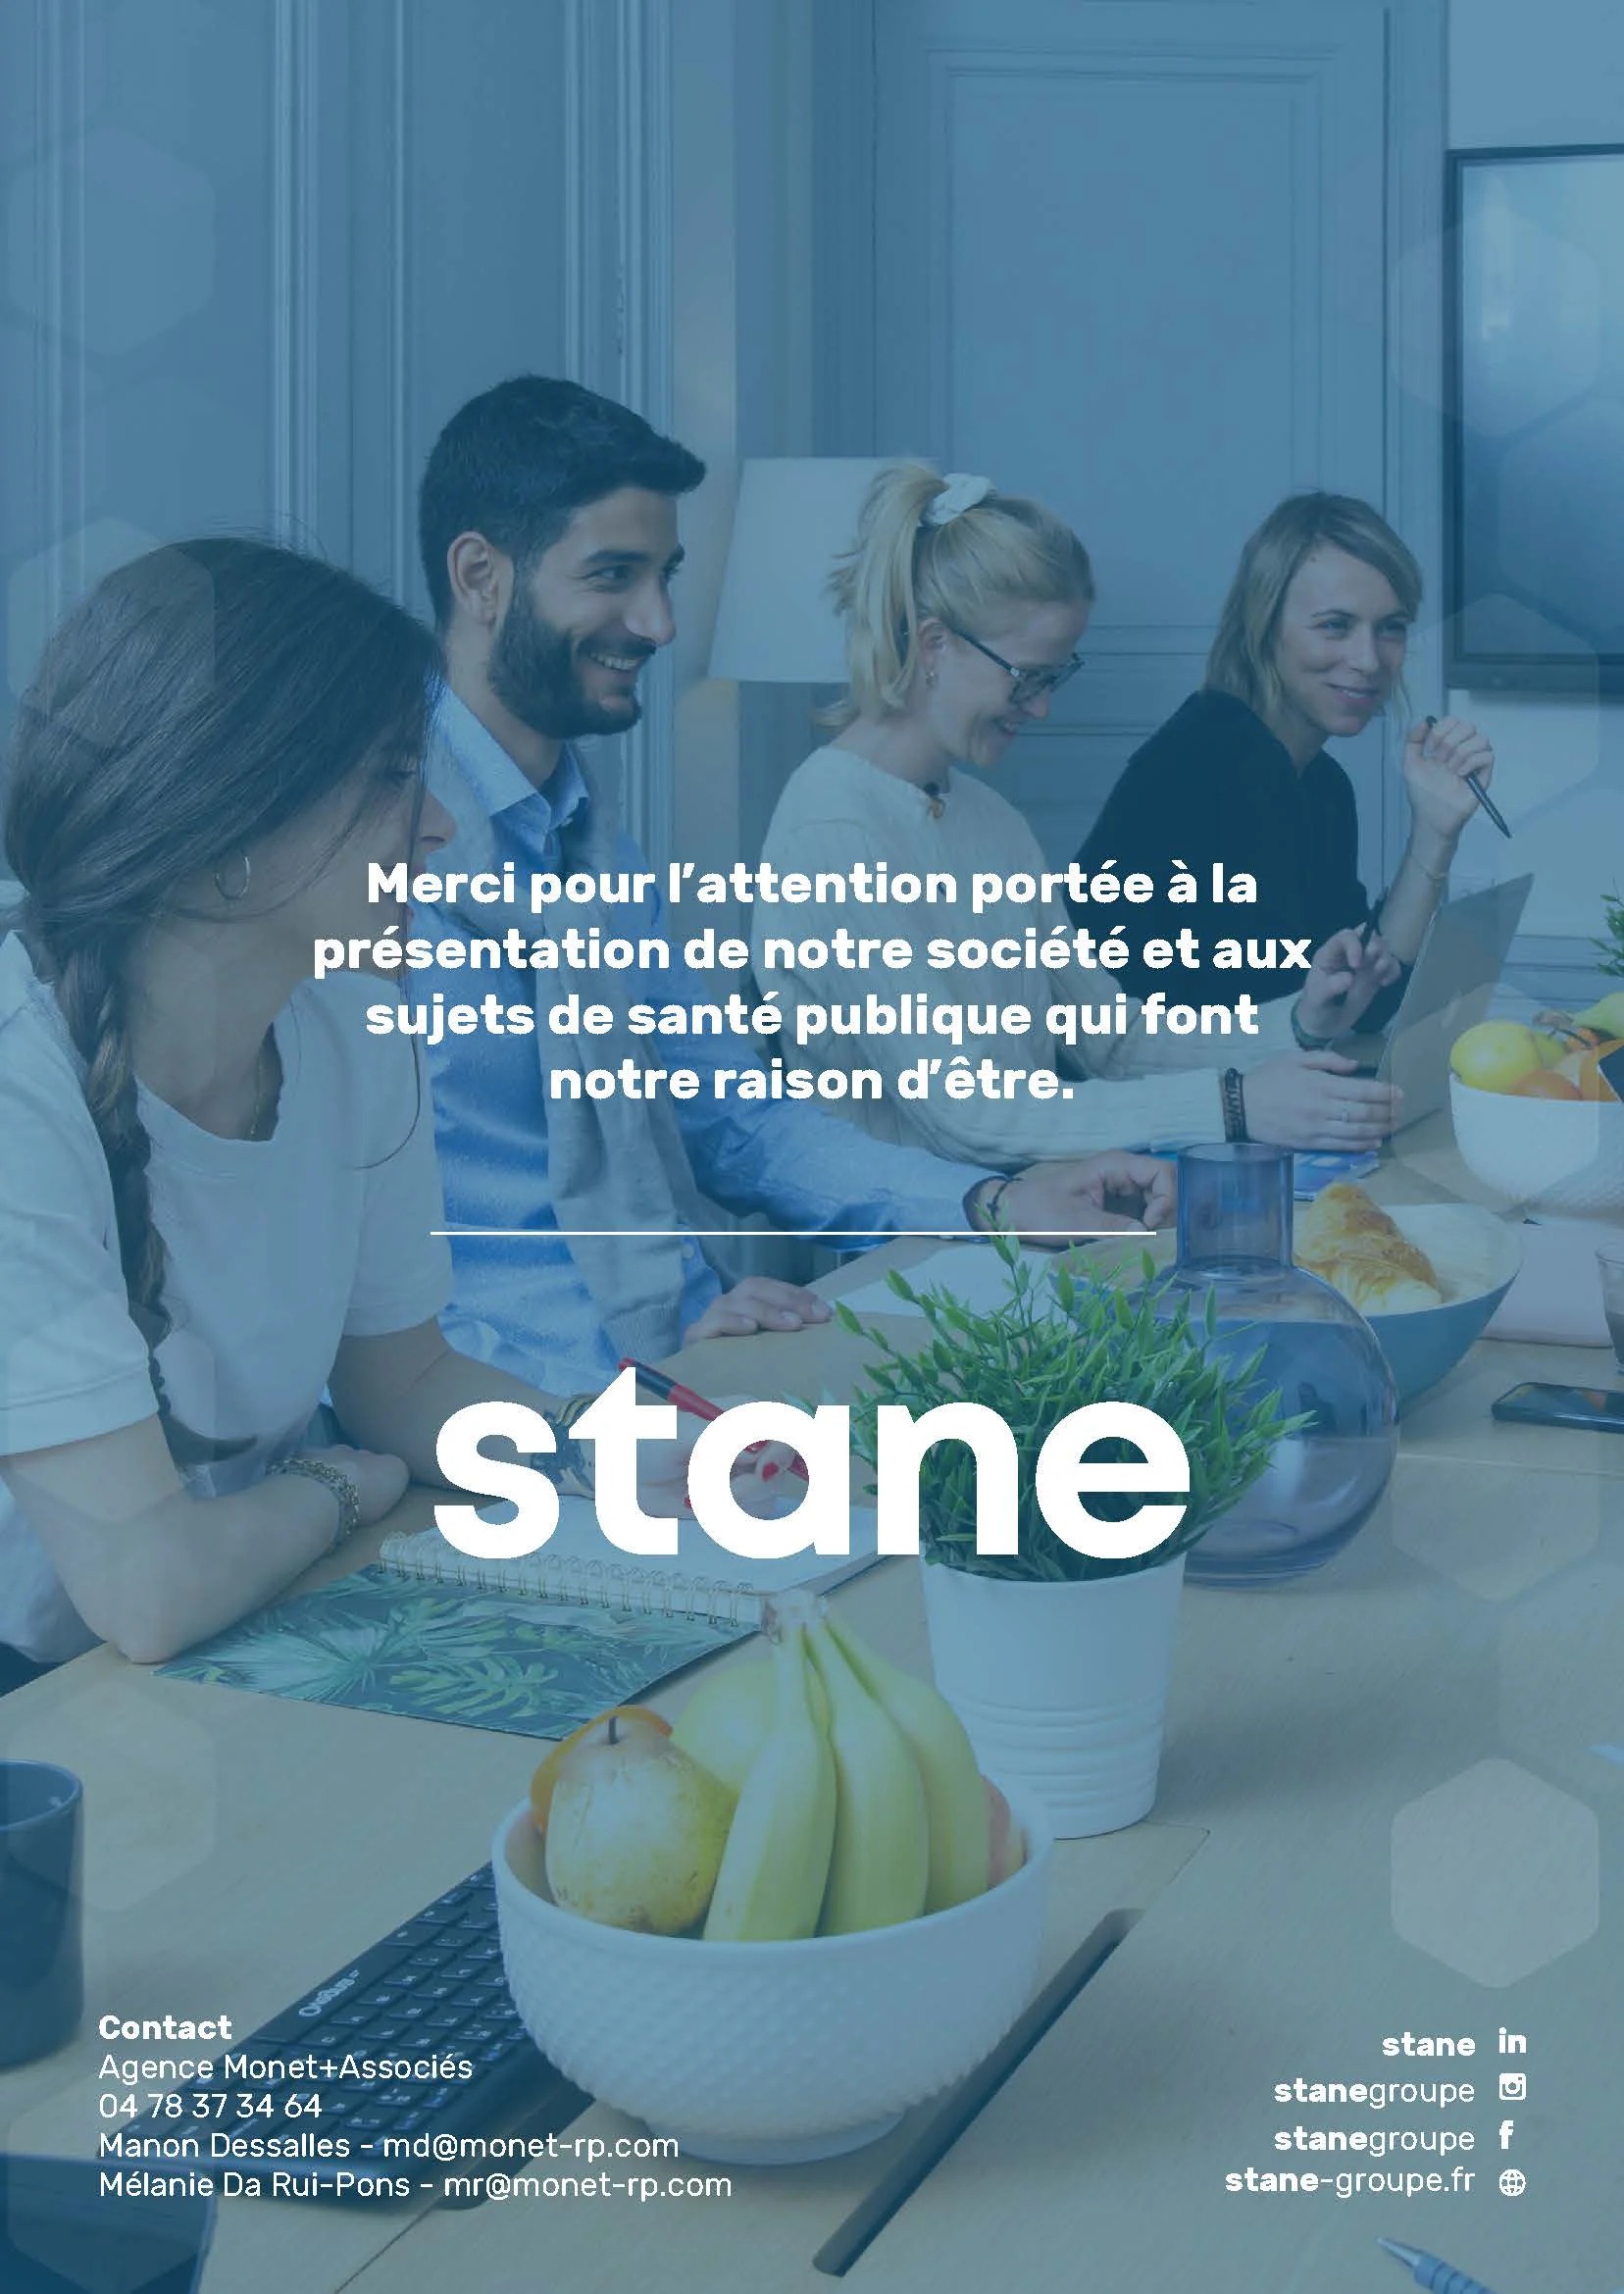 Merci pour l'attention portée à la
présentation de notre société et aux
sujets de santé publique qui font
notre raison d'être.
stane
Contact
Agence Monet+Associés
04 78 37 34 64
Manon Dessalles - md@monet-rp.com
Mélanie Da Rui-Pons - mr@monet-rp.com
stane in
stanegroupe
stanegroupe f
stane-groupe.fr